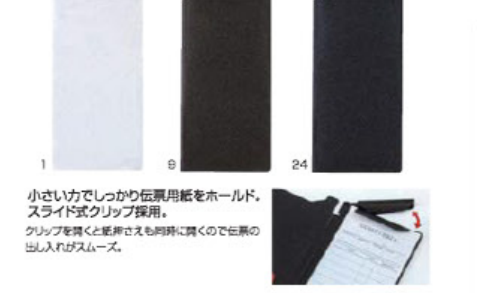 1 9 24
小さい力でしっかり伝票用紙をホールド。
スライド式クリップ採用。
クリップを開くと紙押さえも同時に開くので伝票の
出し入れがスムーズ。